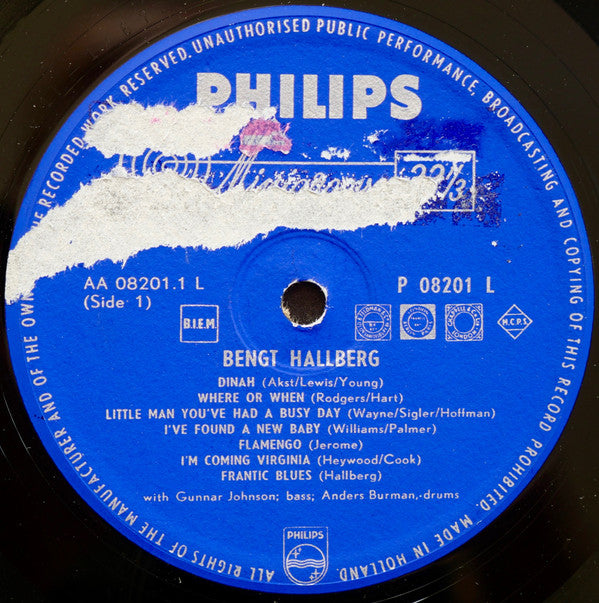 ALL RIGHTS OF THE MANUFACTURER AND OF THE OWN
E RECORDED WORK RESERVED. UNAUTHORISED PUBLIC PERFORMANCE, BROADCASTING AND COPYING OF THIS RECORD PROHIBITED. MADE IN HOLLAND.
PHILIPS
33⅓
AA 08201.1 L
(Side 1)
P 08201 L
B.I.E.M.
M.C.P.S.
BENGT HALLBERG
DINAH (Akst/Lewis/Young)
WHERE OR WHEN (Rodgers/Hart)
LITTLE MAN YOU'VE HAD A BUSY DAY (Wayne/Sigler/Hoffman)
I'VE FOUND A NEW BABY (Williams/Palmer)
FLAMENGO (Jerome)
I'M COMING VIRGINIA (Heywood/Cook)
FRANTIC BLUES (Hallberg)
with Gunnar Johnson; bass; Anders Burman,-drums
PHILIPS